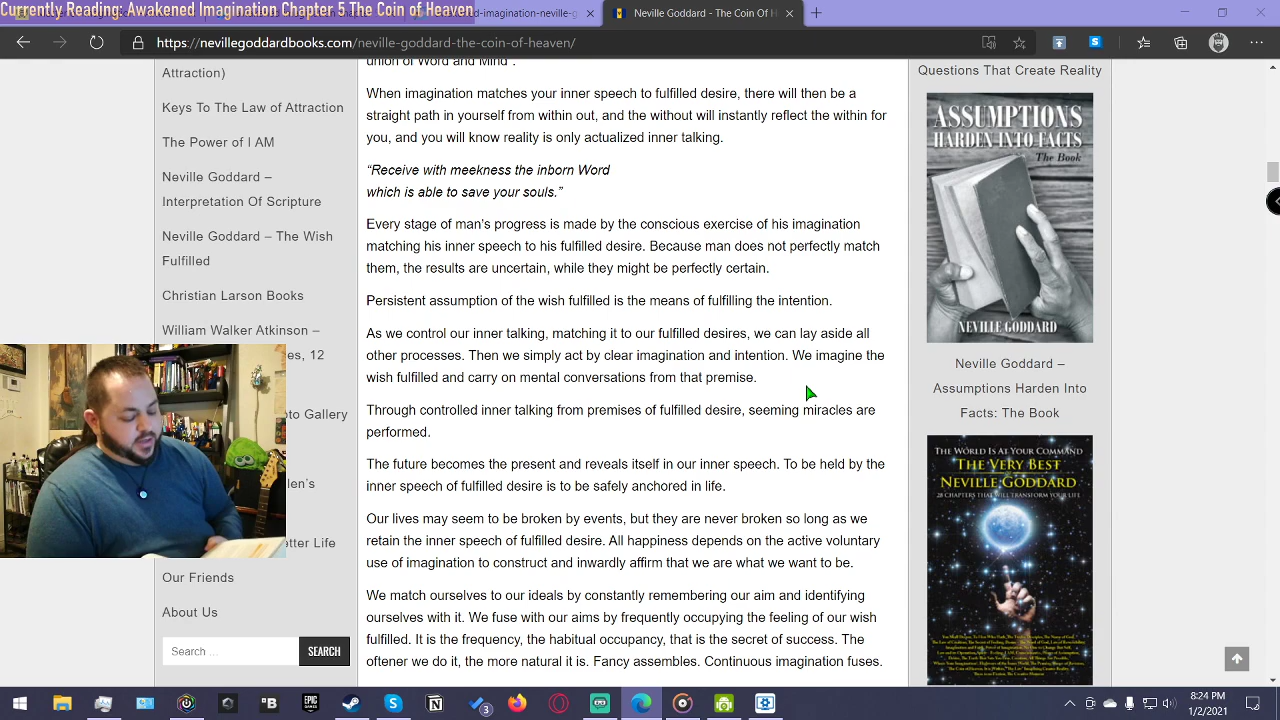 Currently Reading: Awakened Imagination: Chapter 5 The Coin of Heaven
imagination-neville-g
Neville Goddard - The Coin of H
https://nevillegoddardbooks.com/neville-goddard-the-coin-of-heaven/
Attraction)
Keys To The Law of Attraction
The Power of I AM
Neville Goddard –
Interpretation Of Scripture
Neville Goddard – The Wish
Fulfilled
Christian Larson Books
William Walker Atkinson –
es, 12
oto Gallery
etter Life
Our Friends
About Us
Search …
union of Word and Mind".
When imagination matches your inner speech to fulfilled desire, there will then be a
straight path in yourself from within out, and the without will instantly reflect the within for
you, and you will know reality is only actualized inner talking.
"Receive with meekness the inborn Word
which is able to save your souls."
Every stage of man's progress is made by the conscious exercise of his imagination
matching his inner speech to his fulfilled desire. Because man does not perfectly match
them, the results are uncertain, while they might be perfectly certain.
Persistent assumption of the wish fulfilled is the means of fulfilling the intention.
As we control our inner talking, matching it to our fulfilled desires, we can lay aside all
other processes. Then we simply act by clear imagination and intention. We imagine the
wish fulfilled and carry on mental conversations from that premise.
Through controlled inner talking from premises of fulfilled desire, seeming miracles are
performed.
The future becomes the present and reveals itself in our inner speech. To be held by the
inner speech of fulfilled desire is to be safely anchored in life.
Our lives may seem to be broken by events, but they are never broken so long as we
retain the inner speech of fulfilled desire. All happiness depends on the active voluntary
use of imagination to construct and inwardly affirm that we are what we want to be.
We match ourselves to our ideals by constantly remembering our aim and identifying
ourselves with it. We fuse with our aims by frequently occupying the feeling of our wish
fulfilled. It is the frequency, the habitual occupancy, that is the secret of success. The
Questions That Create Reality
ASSUMPTIONS
HARDEN INTO FACTS
The Book
NEVILLE GODDARD
Neville Goddard –
Assumptions Harden Into
Facts: The Book
THE WORLD IS AT YOUR COMMAND
THE VERY BEST
OF
NEVILLE GODDARD
28 CHAPTERS THAT WILL TRANSFORM YOUR LIFE
3
8:24 PM
1/2/2021